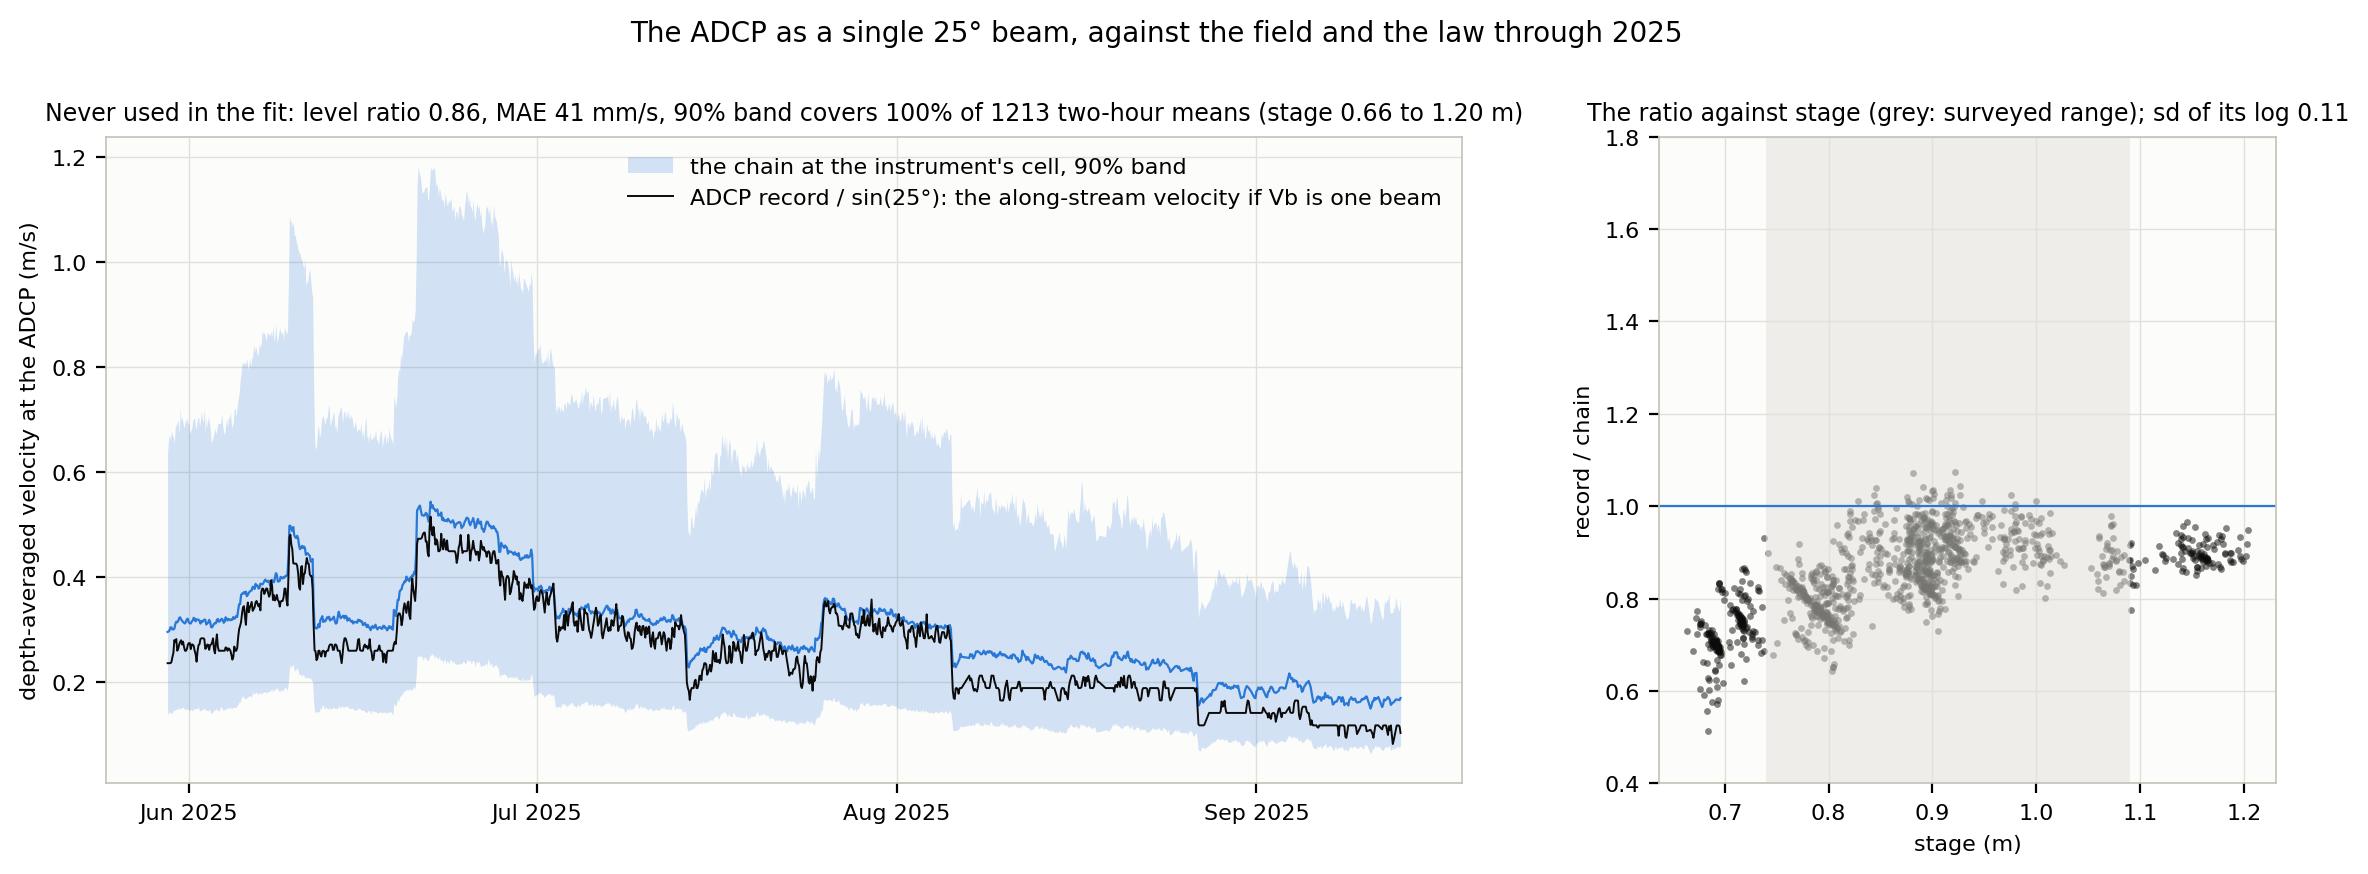 The ADCP as a single 25° beam, against the field and the law through 2025
Never used in the fit: level ratio 0.86, MAE 41 mm/s, 90% band covers 100% of 1213 two-hour means (stage 0.66 to 1.20 m)
the chain at the instrument's cell, 90% band
ADCP record / sin(25°): the along-stream velocity if Vb is one beam
depth-averaged velocity at the ADCP (m/s)
1.2
1.0
0.8
0.6
0.4
0.2
Jun 2025
Jul 2025
Aug 2025
Sep 2025
The ratio against stage (grey: surveyed range); sd of its log 0.11
record / chain
1.8
1.6
1.4
1.2
1.0
0.8
0.6
0.4
0.7
0.8
0.9
1.0
1.1
1.2
stage (m)